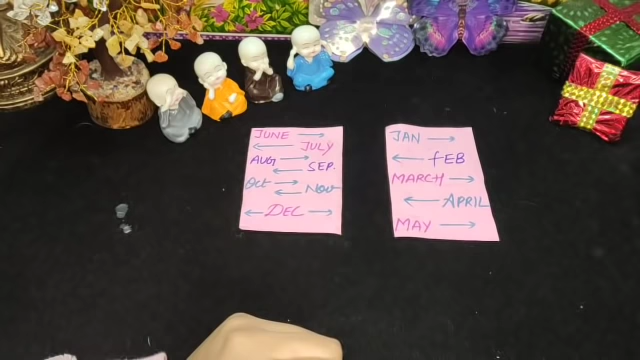 JUNE →
← JULY
AUG →
← SEP.
Oct →
← Nov
← DEC →
JAN →
← fEB
MARCH →
← APRIL
MAY →